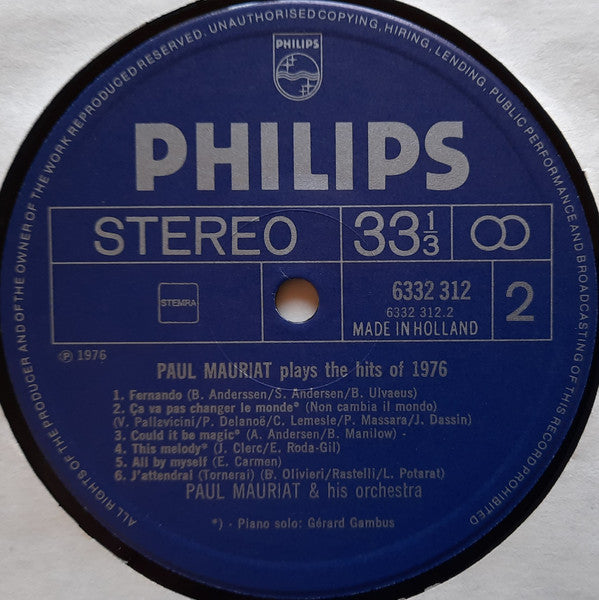 ALL RIGHTS OF THE PRODUCER AND OF THE OWNER OF THE WORK REPRODUCED RESERVED. UNAUTHORISED COPYING, HIRING, LENDING, PUBLIC PERFORMANCE AND BROADCASTING OF THIS RECORD PROHIBITED
PHILIPS
PHILIPS
STEREO 33 1/3
STEMRA
6332 312
6332 312.2
MADE IN HOLLAND
2
Ⓟ 1976
PAUL MAURIAT plays the hits of 1976
1. Fernando (B. Anderssen/S. Andersen/B. Ulvaeus)
2. Ça va pas changer le monde* (Non cambia il mondo)
(V. Pallavicini/P. Delanoë/C. Lemesle/P. Massara/J. Dassin)
3. Could it be magic* (A. Andersen/B. Manilow) -
4. This melody* (J. Clerc/E. Roda-Gil)
5. All by myself (E. Carmen)
6. J'attendrai (Tornerai) (B. Olivieri/Rastelli/L. Potarat)
PAUL MAURIAT & his orchestra
*) - Piano solo: Gérard Gambus